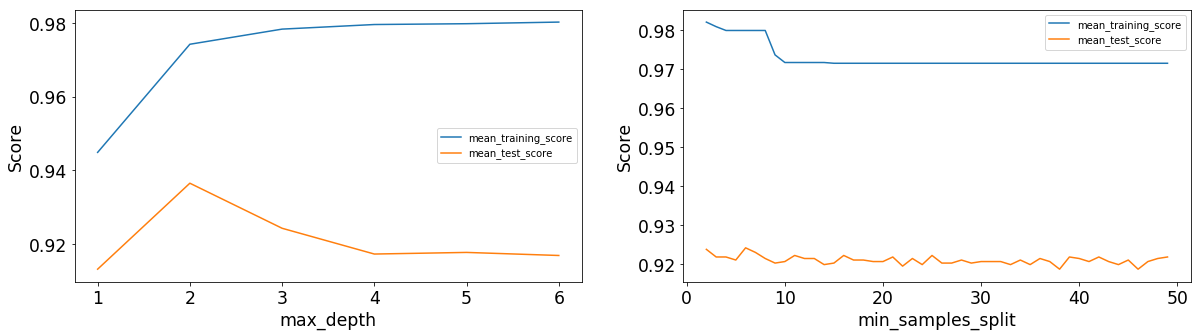 0.98
0.96
0.94
0.92
Score
1 2 3 4 5 6
max_depth
mean_training_score
mean_test_score
0.98
0.97
0.96
0.95
0.94
0.93
0.92
Score
0 10 20 30 40 50
min_samples_split
mean_training_score
mean_test_score